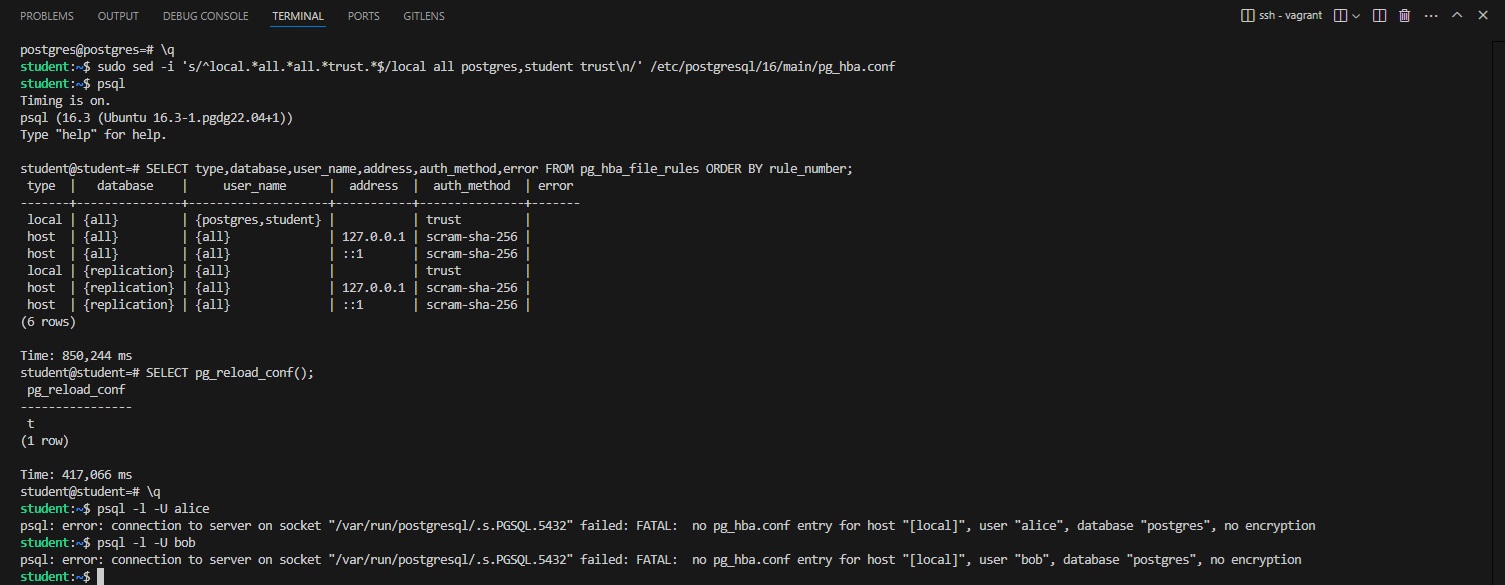 PROBLEMS OUTPUT DEBUG CONSOLE TERMINAL PORTS GITLENS ssh - vagrant
postgres@postgres=# \q
student:~$ sudo sed -i 's/^local.*all.*all.*trust.*$/local all postgres,student trust\n/' /etc/postgresql/16/main/pg_hba.conf
student:~$ psql
Timing is on.
psql (16.3 (Ubuntu 16.3-1.pgdg22.04+1))
Type "help" for help.

student@student=# SELECT type,database,user_name,address,auth_method,error FROM pg_hba_file_rules ORDER BY rule_number;
 type  |   database    |     user_name      |  address  |  auth_method  | error
-------+---------------+--------------------+-----------+---------------+-------
 local | {all}         | {postgres,student} |           | trust         |
 host  | {all}         | {all}              | 127.0.0.1 | scram-sha-256 |
 host  | {all}         | {all}              | ::1       | scram-sha-256 |
 local | {replication} | {all}              |           | trust         |
 host  | {replication} | {all}              | 127.0.0.1 | scram-sha-256 |
 host  | {replication} | {all}              | ::1       | scram-sha-256 |
(6 rows)

Time: 850,244 ms
student@student=# SELECT pg_reload_conf();
 pg_reload_conf
----------------
 t
(1 row)

Time: 417,066 ms
student@student=# \q
student:~$ psql -l -U alice
psql: error: connection to server on socket "/var/run/postgresql/.s.PGSQL.5432" failed: FATAL:  no pg_hba.conf entry for host "[local]", user "alice", database "postgres", no encryption
student:~$ psql -l -U bob
psql: error: connection to server on socket "/var/run/postgresql/.s.PGSQL.5432" failed: FATAL:  no pg_hba.conf entry for host "[local]", user "bob", database "postgres", no encryption
student:~$